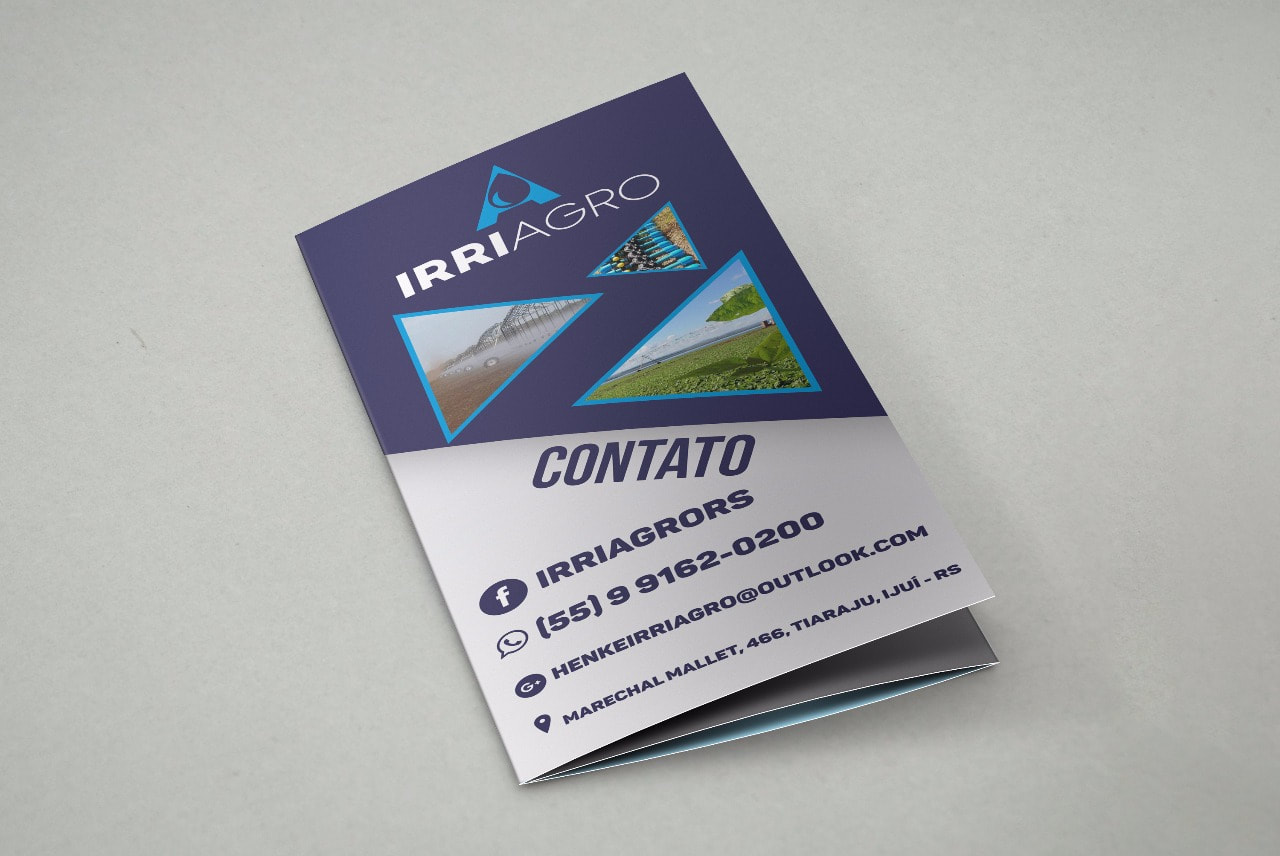 IRRIAGRO
CONTATO
IRRIAGRORS
(55) 9 9162-0200
G+ HENKEIRRIAGRO@OUTLOOK.COM
MARECHAL MALLET, 466, TIARAJU, IJUÍ - RS